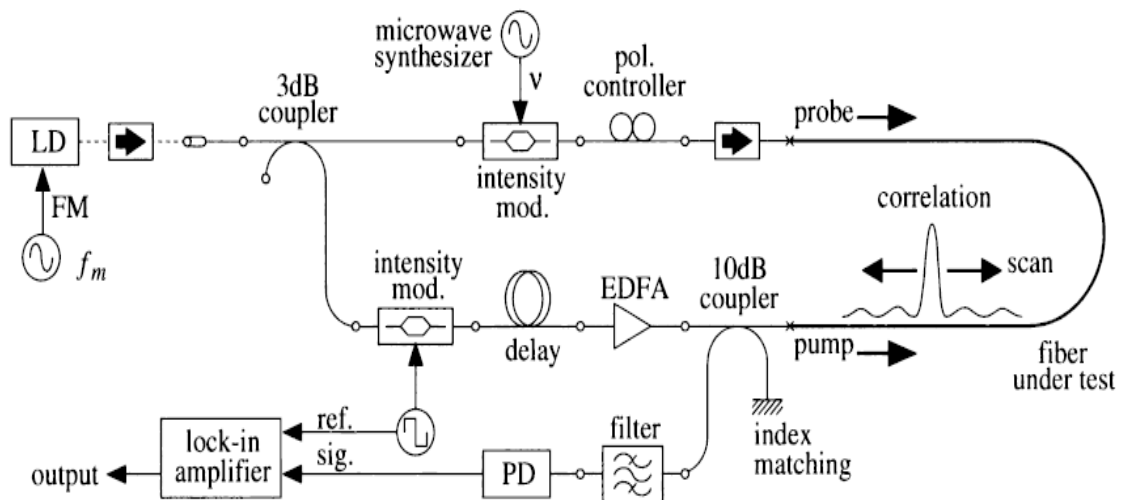 microwave
synthesizer
ν
pol.
controller
3dB
coupler
probe
LD
intensity
mod.
FM
fm
correlation
scan
intensity
mod.
EDFA
10dB
coupler
delay
pump
fiber
under test
ref.
lock-in
amplifier
sig.
output
PD
filter
index
matching